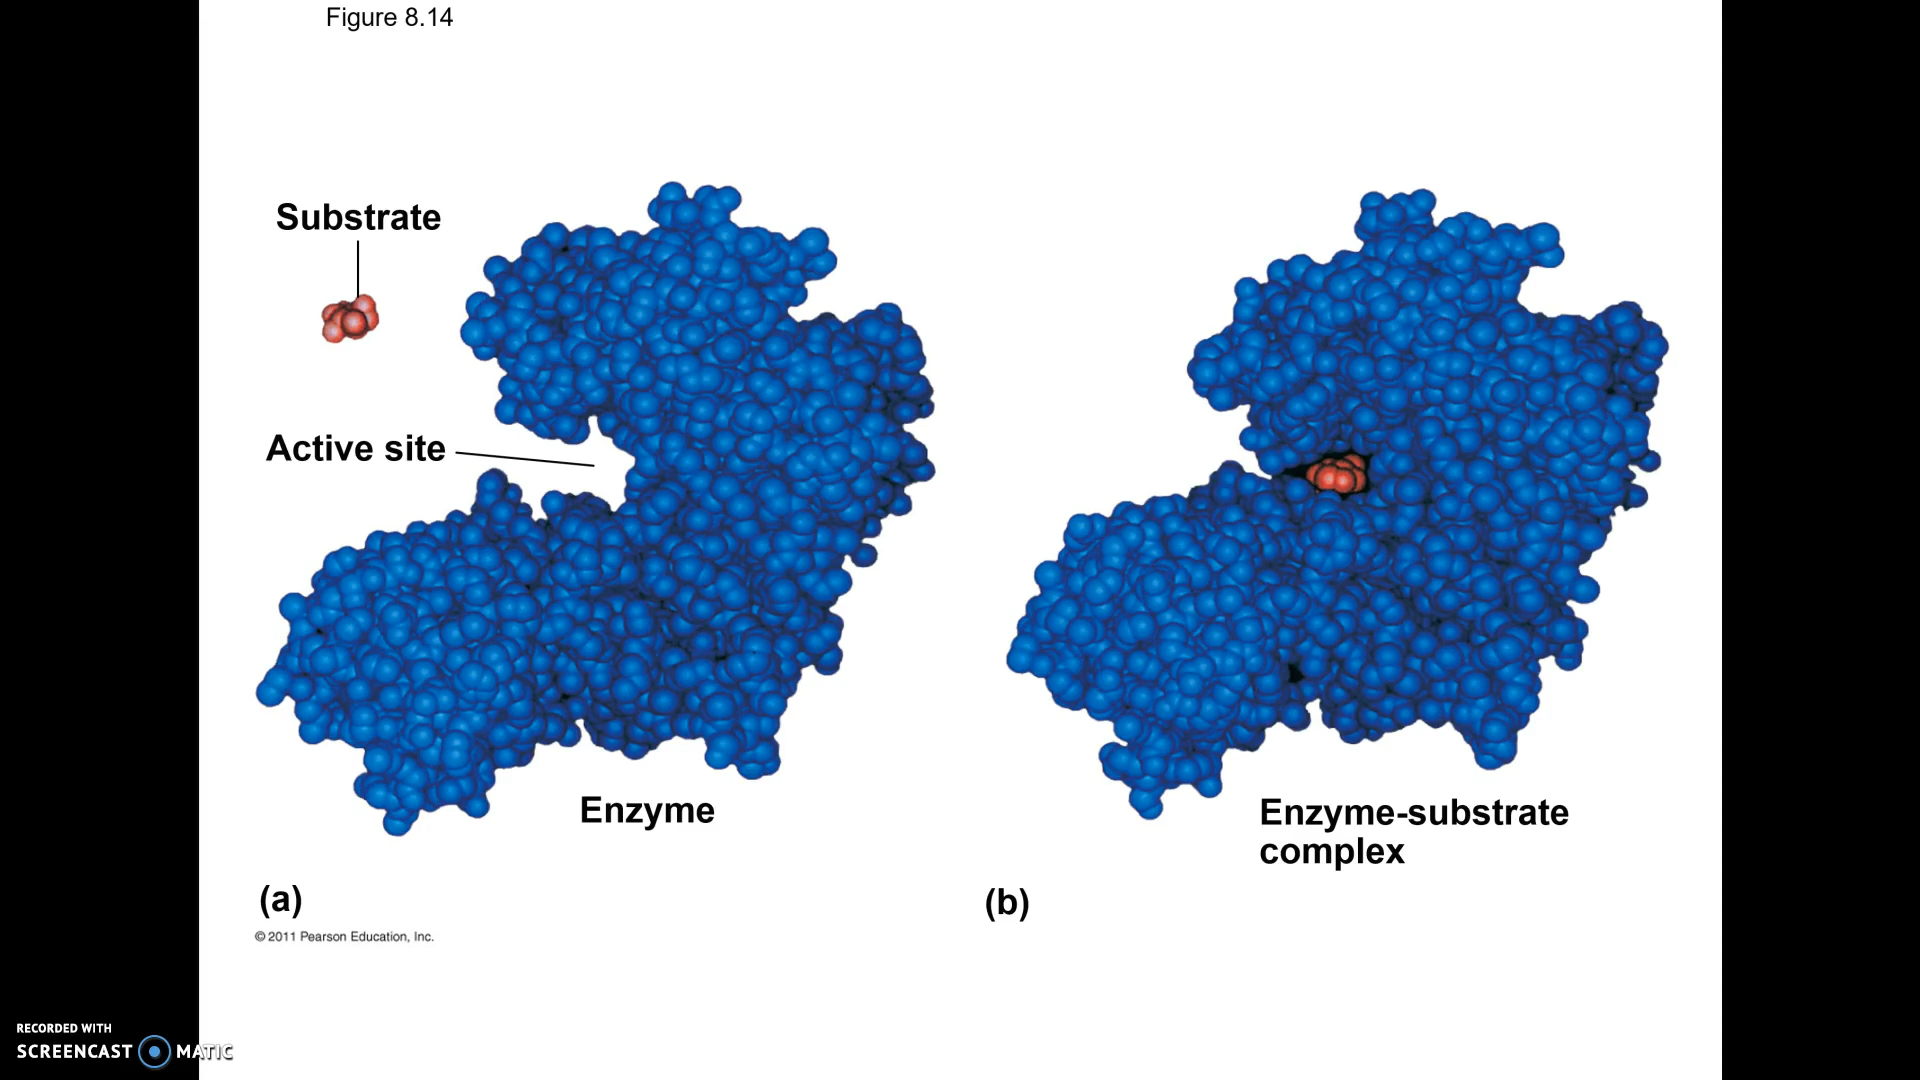 Figure 8.14
Substrate
Active site
Enzyme
Enzyme-substrate
complex
(a)
(b)
© 2011 Pearson Education, Inc.
RECORDED WITH
SCREENCAST MATIC